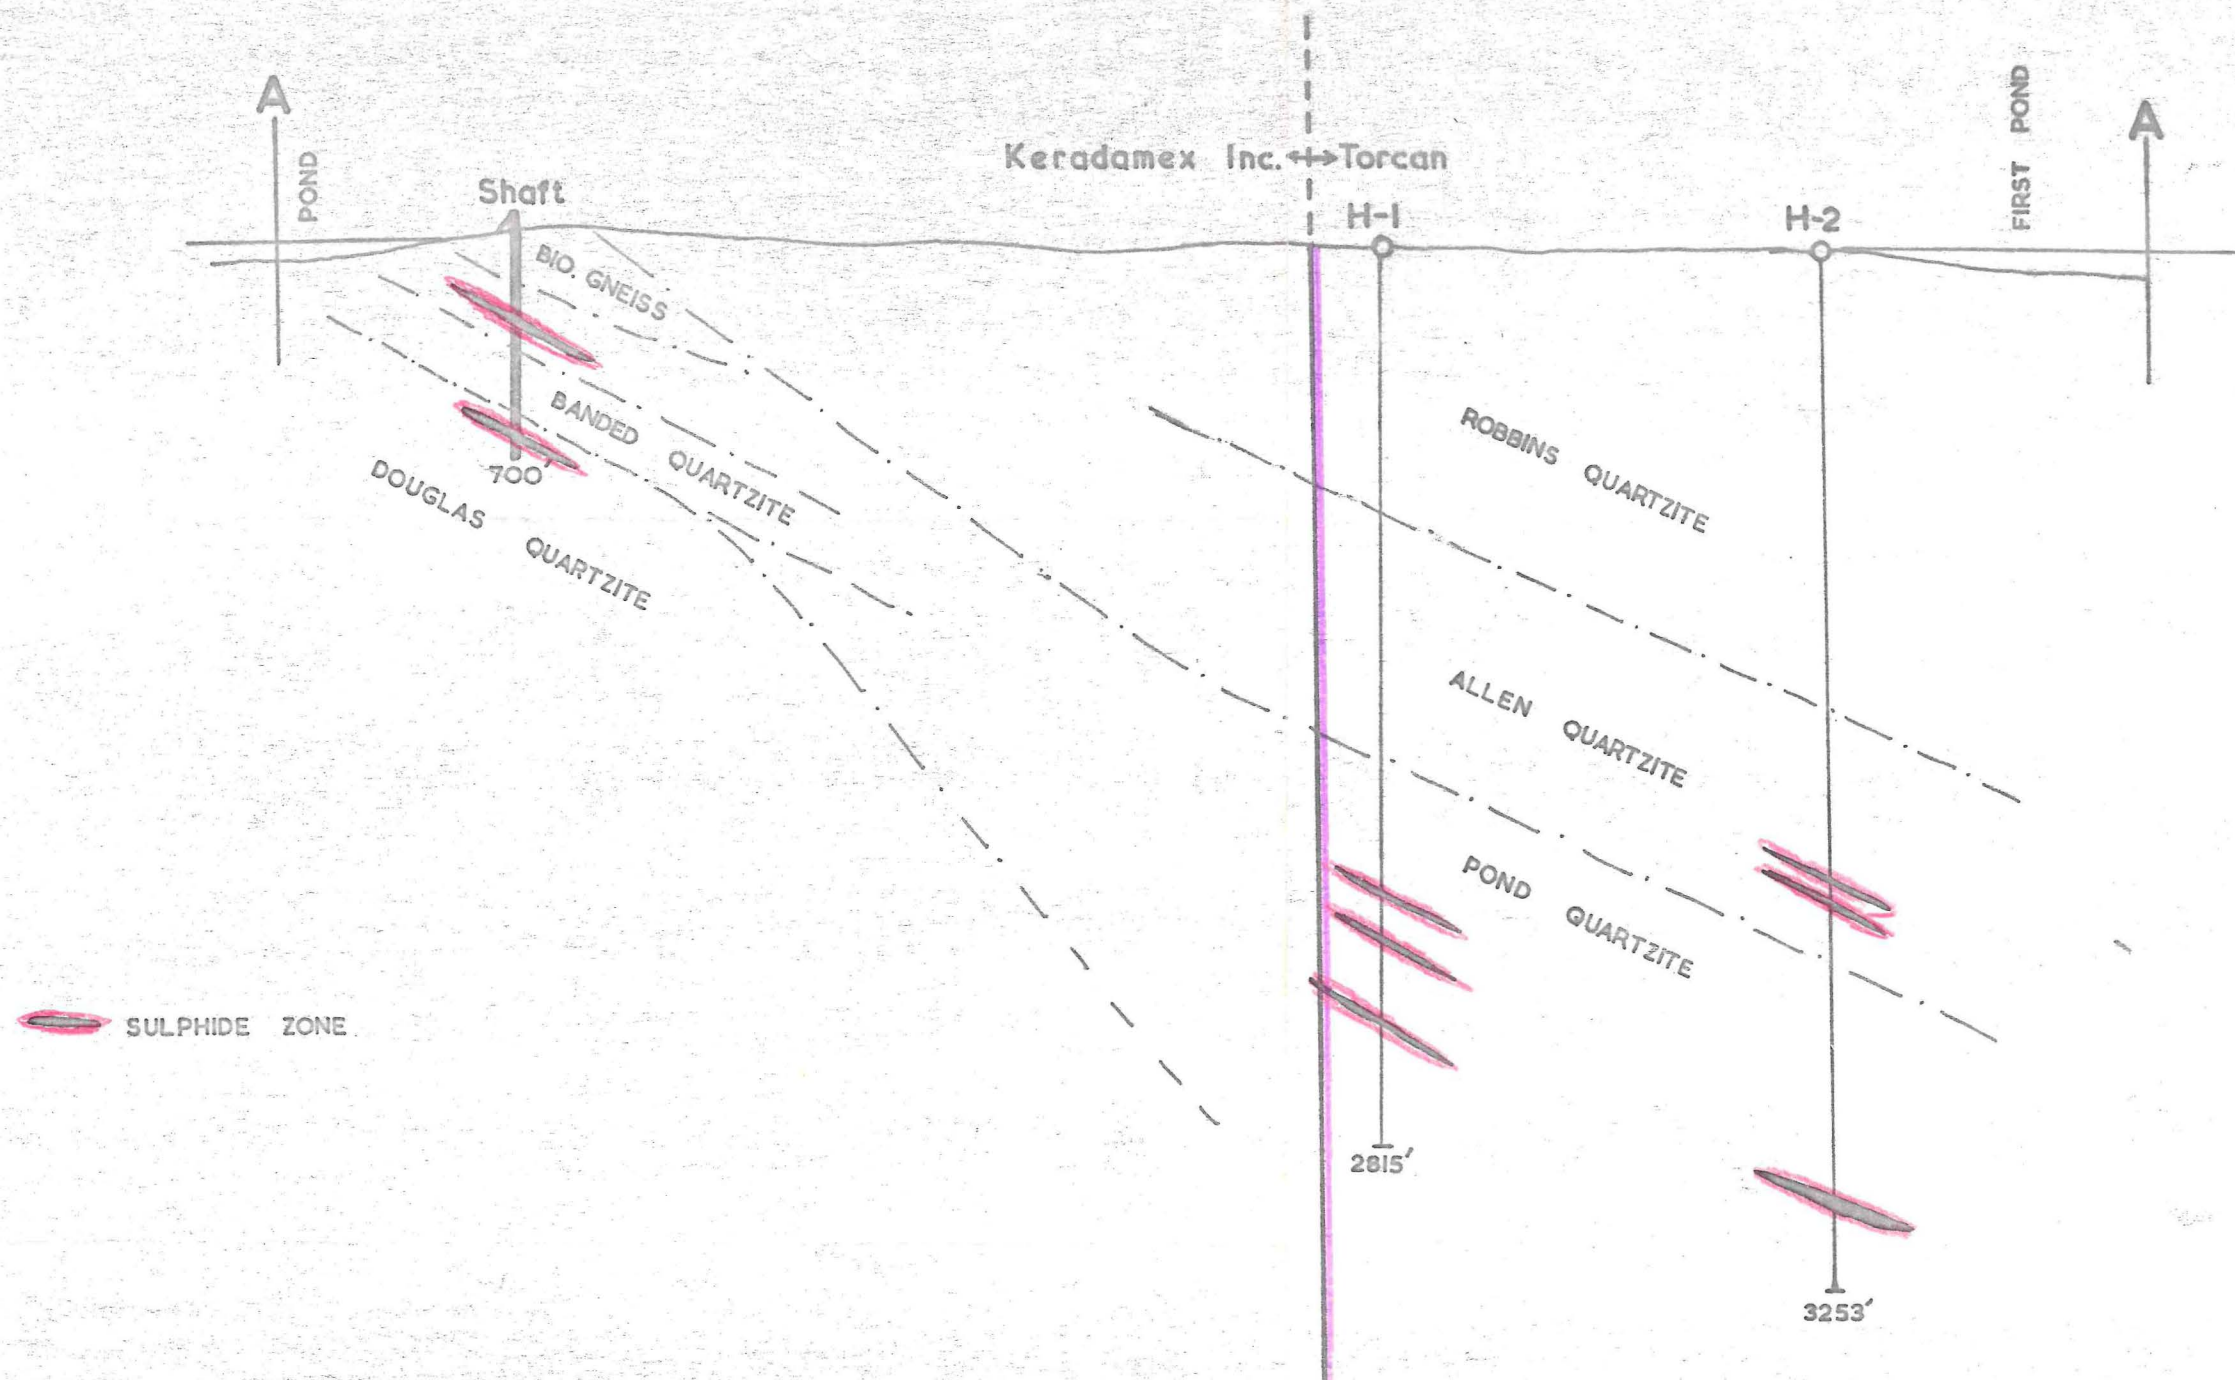 A
A
POND
FIRST POND
Keradamex Inc. ↔ Torcan
Shaft
H-1
H-2
BIO. GNEISS
BANDED QUARTZITE
700'
DOUGLAS QUARTZITE
ROBBINS QUARTZITE
ALLEN QUARTZITE
POND QUARTZITE
SULPHIDE ZONE
2815'
3253'